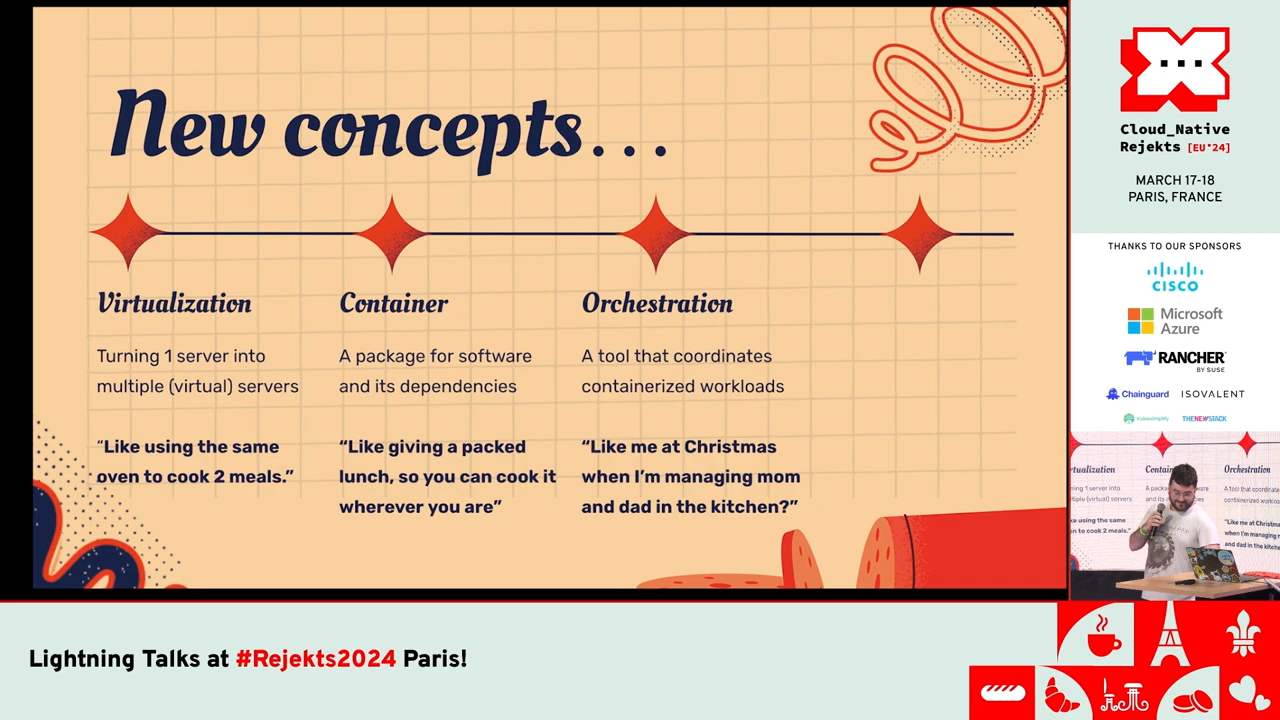 New concepts...
Virtualization
Turning 1 server into
multiple (virtual) servers
“Like using the same
oven to cook 2 meals.”
Container
A package for software
and its dependencies
“Like giving a packed
lunch, so you can cook it
wherever you are”
Orchestration
A tool that coordinates
containerized workloads
“Like me at Christmas
when I’m managing mom
and dad in the kitchen?”
Cloud_Native
Rejekts [EU'24]
MARCH 17-18
PARIS, FRANCE
THANKS TO OUR SPONSORS
CISCO
Microsoft
Azure
RANCHER
BY SUSE
Chainguard
ISOVALENT
Kubesimplify
THENEWSTACK
Orchestration
Lightning Talks at #Rejekts2024 Paris!